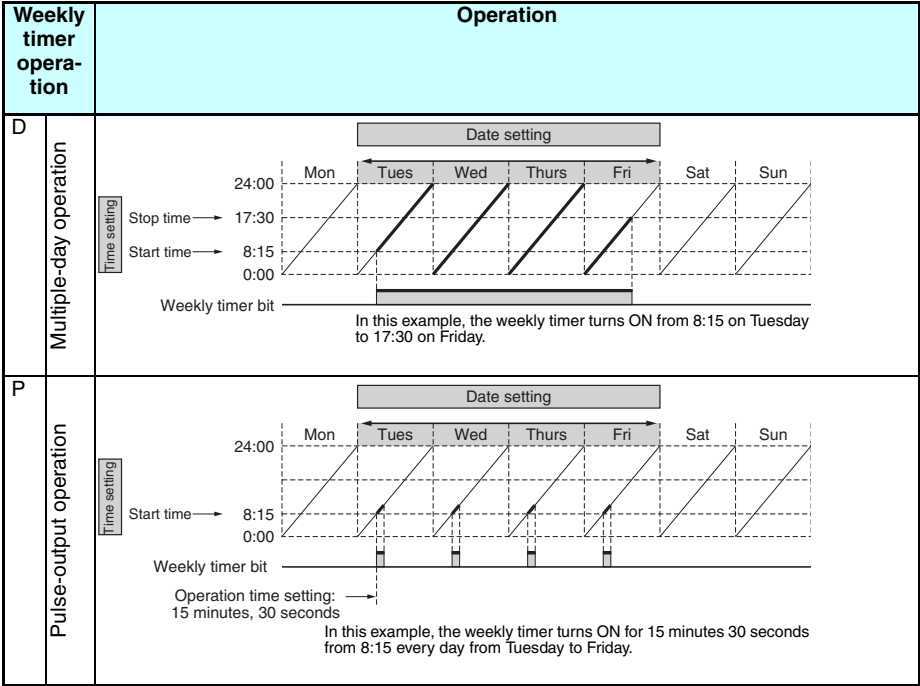 Weekly
timer
opera-
tion
Operation
D
Multiple-day operation
Date setting
Mon Tues Wed Thurs Fri Sat Sun
Time setting
24:00
Stop time 17:30
Start time 8:15
0:00
Weekly timer bit
In this example, the weekly timer turns ON from 8:15 on Tuesday
to 17:30 on Friday.
P
Pulse-output operation
Date setting
Mon Tues Wed Thurs Fri Sat Sun
Time setting
24:00
Start time 8:15
0:00
Weekly timer bit
Operation time setting:
15 minutes, 30 seconds
In this example, the weekly timer turns ON for 15 minutes 30 seconds
from 8:15 every day from Tuesday to Friday.